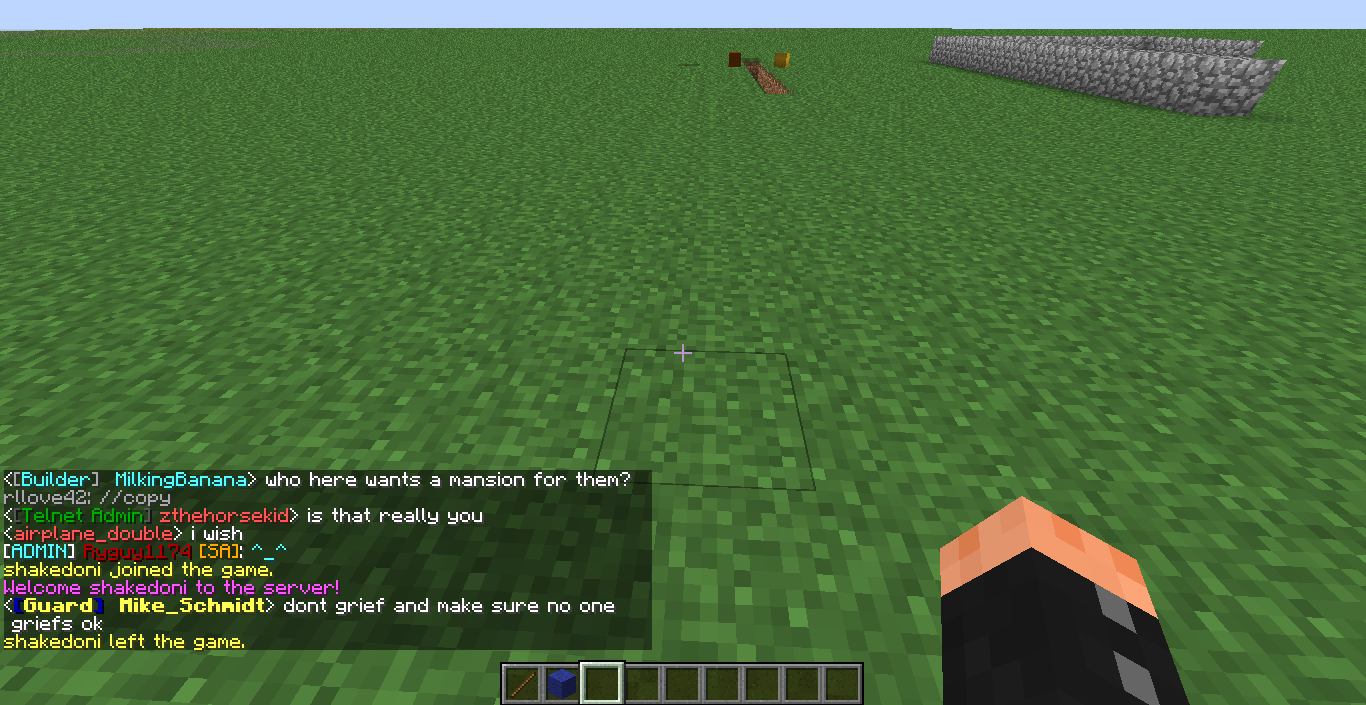 <[Builder] MilkingBanana> who here wants a mansion for them?
rllove42: //copy
<[Telnet Admin] zthehorsekid> is that really you
<airplane_double> i wish
[ADMIN] Ryguy1174 [SA]: ^_^
shakedoni joined the game.
Welcome shakedoni to the server!
<[Guard] Mike_Schmidt> dont grief and make sure no one
griefs ok
shakedoni left the game.